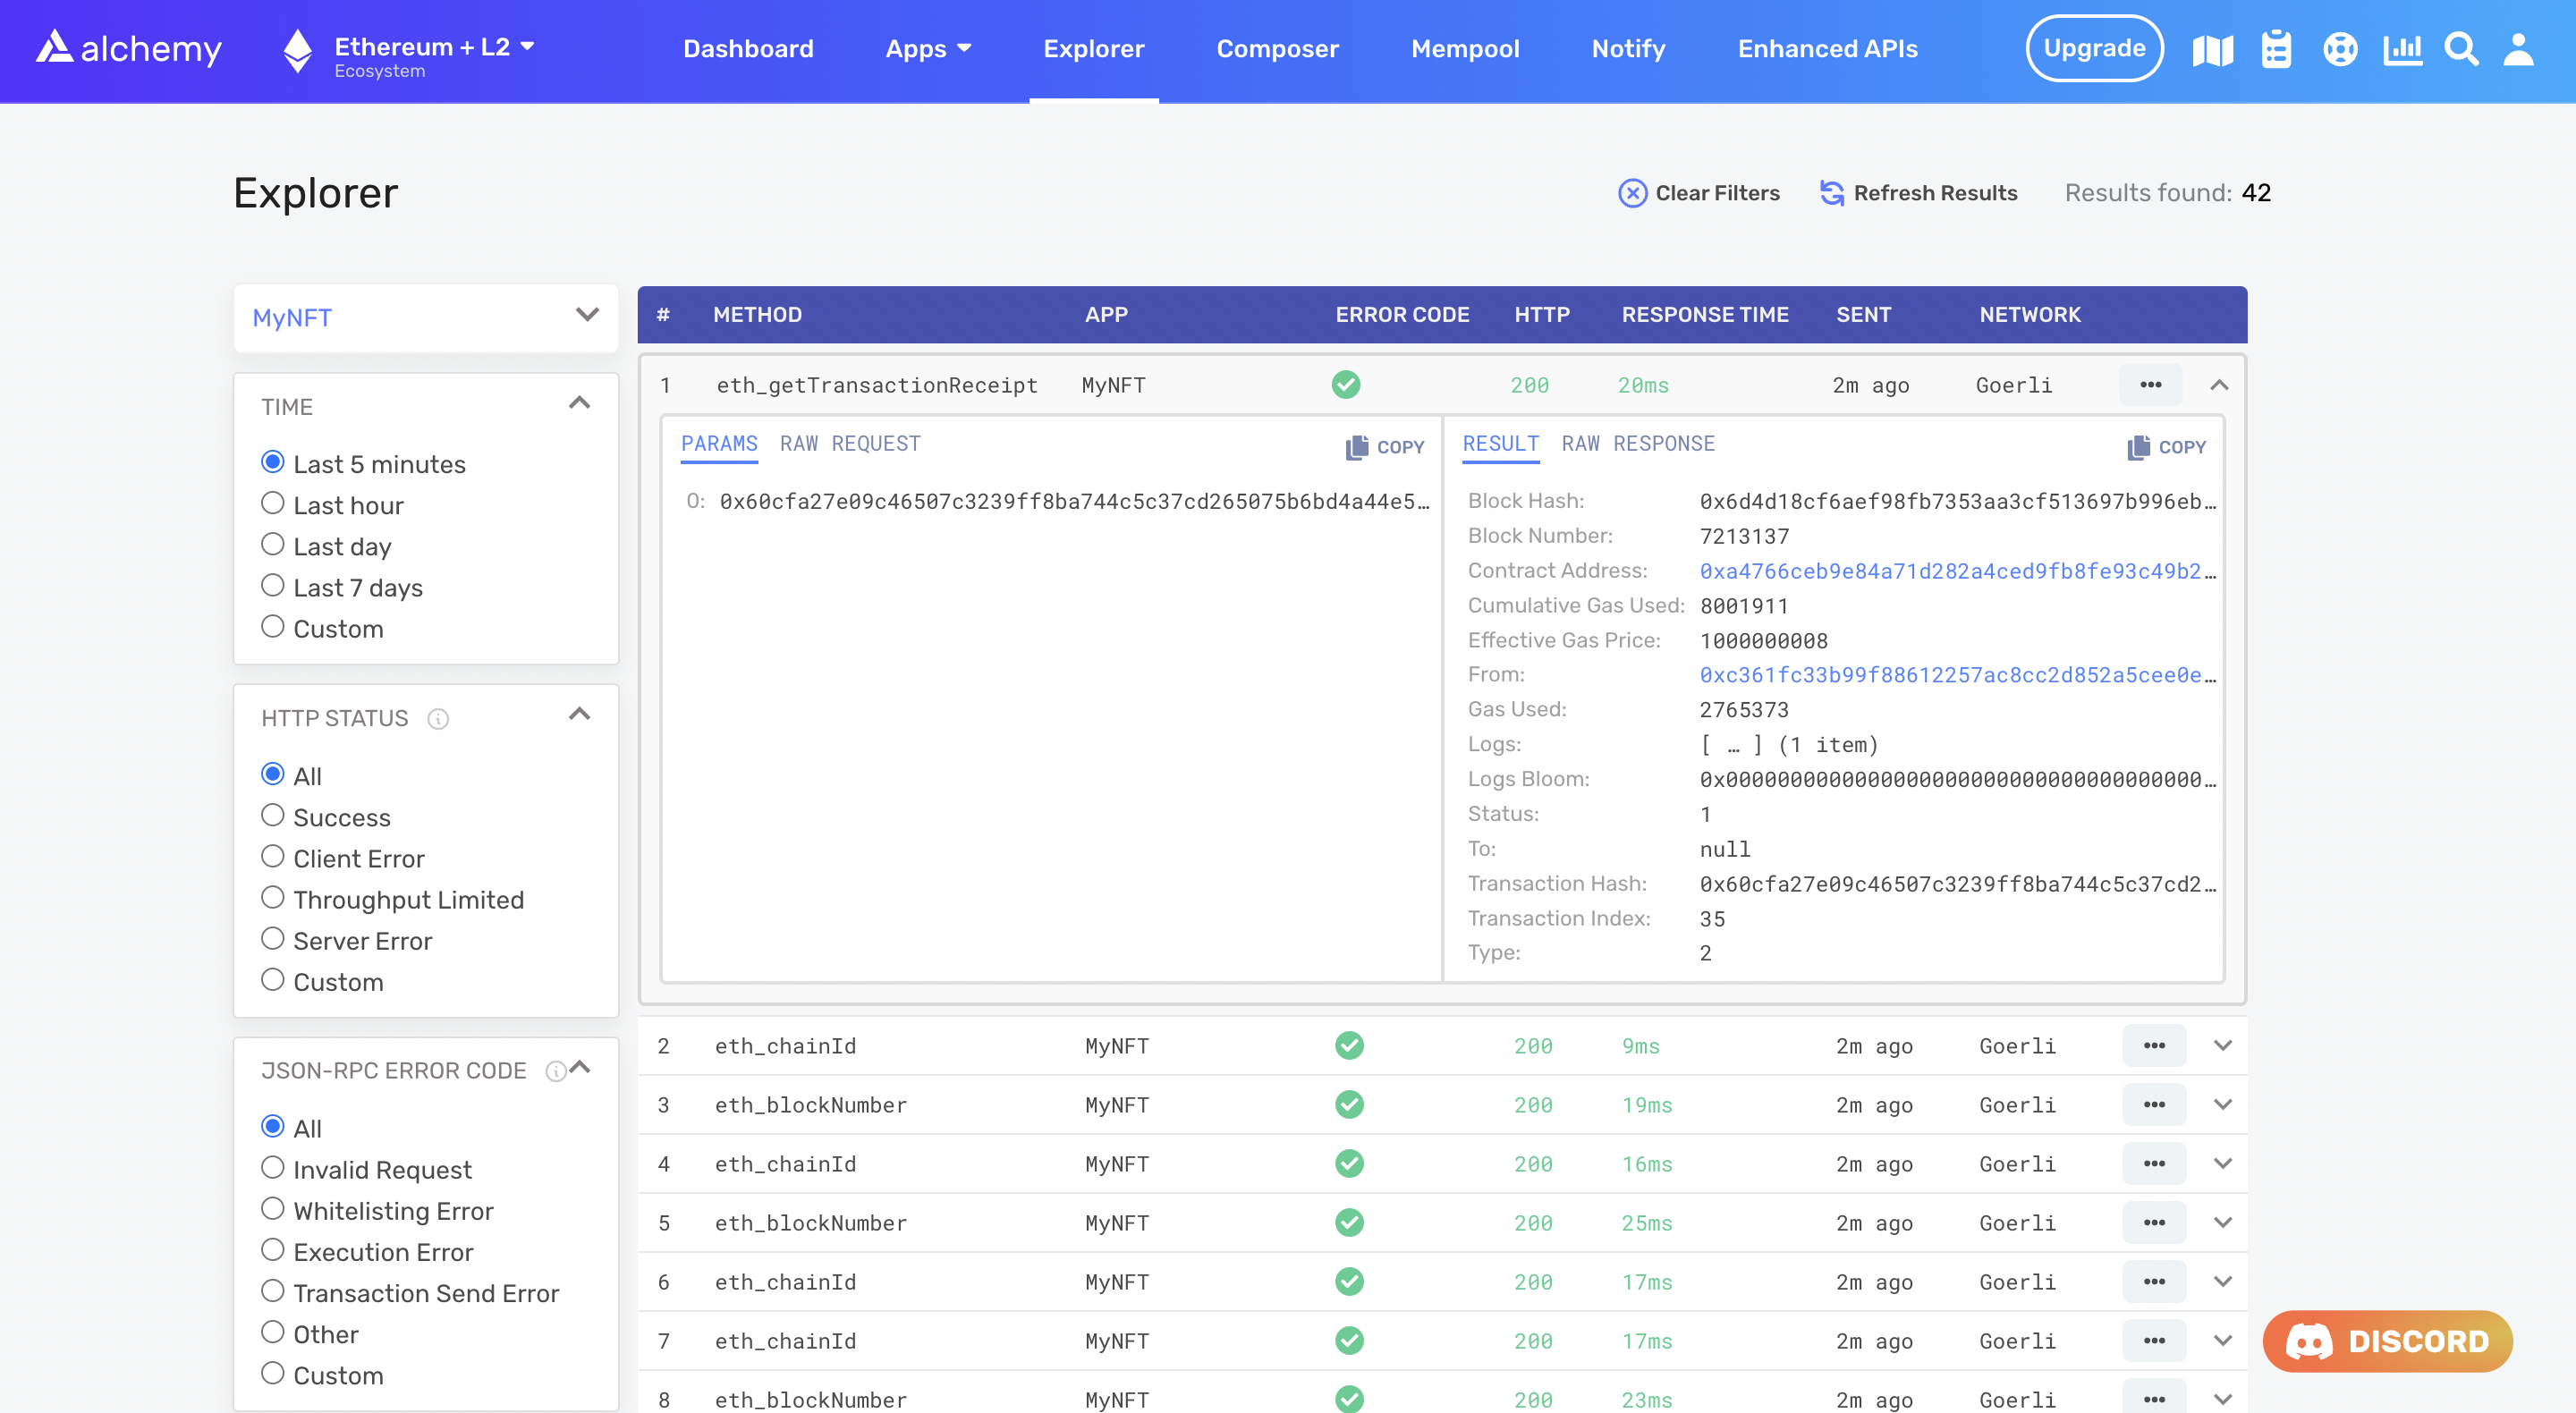 alchemy
Ethereum + L2
Ecosystem
Dashboard
Apps
Explorer
Composer
Mempool
Notify
Enhanced APIs
Upgrade
Explorer
Clear Filters
Refresh Results
Results found: 42
MyNFT
TIME
Last 5 minutes
Last hour
Last day
Last 7 days
Custom
HTTP STATUS
All
Success
Client Error
Throughput Limited
Server Error
Custom
JSON-RPC ERROR CODE
All
Invalid Request
Whitelisting Error
Execution Error
Transaction Send Error
Other
Custom
# METHOD APP ERROR CODE HTTP RESPONSE TIME SENT NETWORK
1 eth_getTransactionReceipt MyNFT 200 20ms 2m ago Goerli
PARAMS RAW REQUEST COPY
0: 0x60cfa27e09c46507c3239ff8ba744c5c37cd265075b6bd4a44e5…
RESULT RAW RESPONSE COPY
Block Hash: 0x6d4d18cf6aef98fb7353aa3cf513697b996eb…
Block Number: 7213137
Contract Address: 0xa4766ceb9e84a71d282a4ced9fb8fe93c49b2…
Cumulative Gas Used: 8001911
Effective Gas Price: 1000000008
From: 0xc361fc33b99f88612257ac8cc2d852a5cee0e…
Gas Used: 2765373
Logs: [ … ] (1 item)
Logs Bloom: 0x0000000000000000000000000000000000000…
Status: 1
To: null
Transaction Hash: 0x60cfa27e09c46507c3239ff8ba744c5c37cd2…
Transaction Index: 35
Type: 2
2 eth_chainId MyNFT 200 9ms 2m ago Goerli
3 eth_blockNumber MyNFT 200 19ms 2m ago Goerli
4 eth_chainId MyNFT 200 16ms 2m ago Goerli
5 eth_blockNumber MyNFT 200 25ms 2m ago Goerli
6 eth_chainId MyNFT 200 17ms 2m ago Goerli
7 eth_chainId MyNFT 200 17ms 2m ago Goerli
8 eth_blockNumber MyNFT 200 23ms 2m ago Goerli
DISCORD